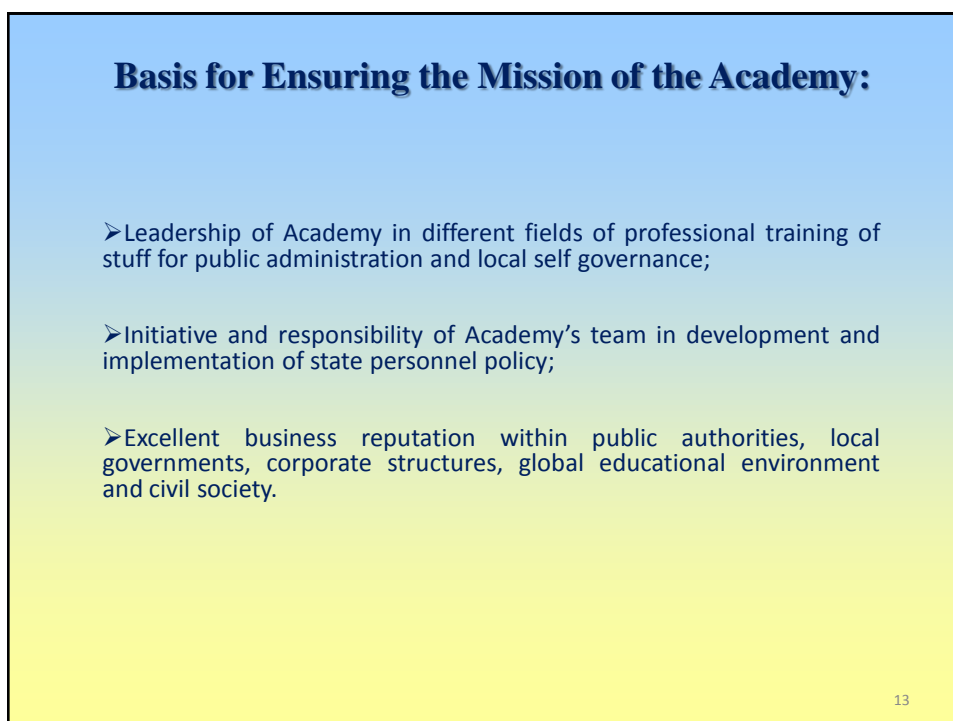 Basis for Ensuring the Mission of the Academy:
➢Leadership of Academy in different fields of professional training of
stuff for public administration and local self governance;
➢Initiative and responsibility of Academy’s team in development and
implementation of state personnel policy;
➢Excellent business reputation within public authorities, local
governments, corporate structures, global educational environment
and civil society.
13